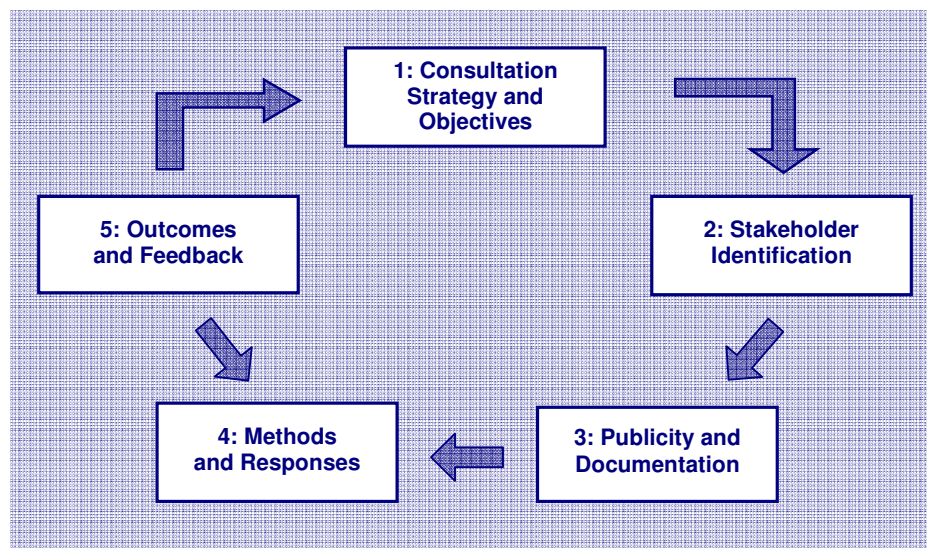 1: Consultation
Strategy and
Objectives
2: Stakeholder
Identification
3: Publicity and
Documentation
4: Methods
and Responses
5: Outcomes
and Feedback